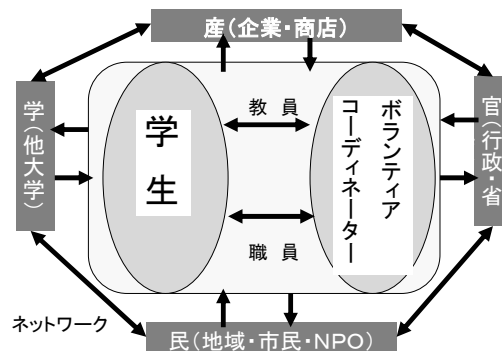 産(企業・商店)
学(他大学)
学生
教 員
職 員
ボランティア
コーディネーター
官(行政・省
ネットワーク
民(地域・市民・NPO)